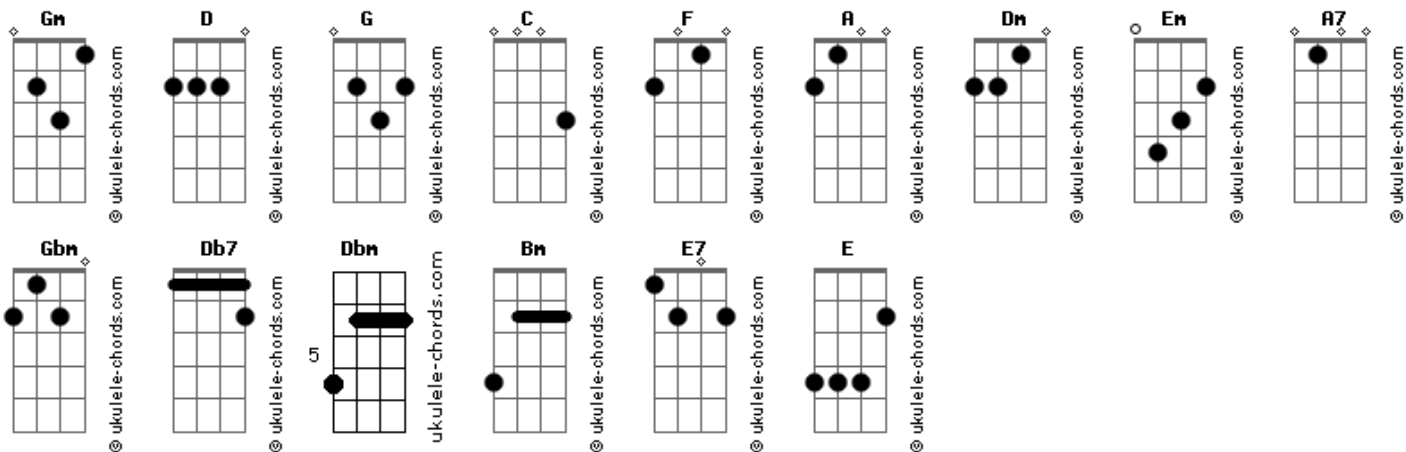 Gm D G C F A Dm Em A7
© ukulele-chords.com © ukulele-chords.com © ukulele-chords.com © ukulele-chords.com © ukulele-chords.com © ukulele-chords.com © ukulele-chords.com © ukulele-chords.com © ukulele-chords.com
Gbm Db7 Dbm Bm E7 E
5
© ukulele-chords.com © ukulele-chords.com ukulele-chords.com © ukulele-chords.com © ukulele-chords.com © ukulele-chords.com